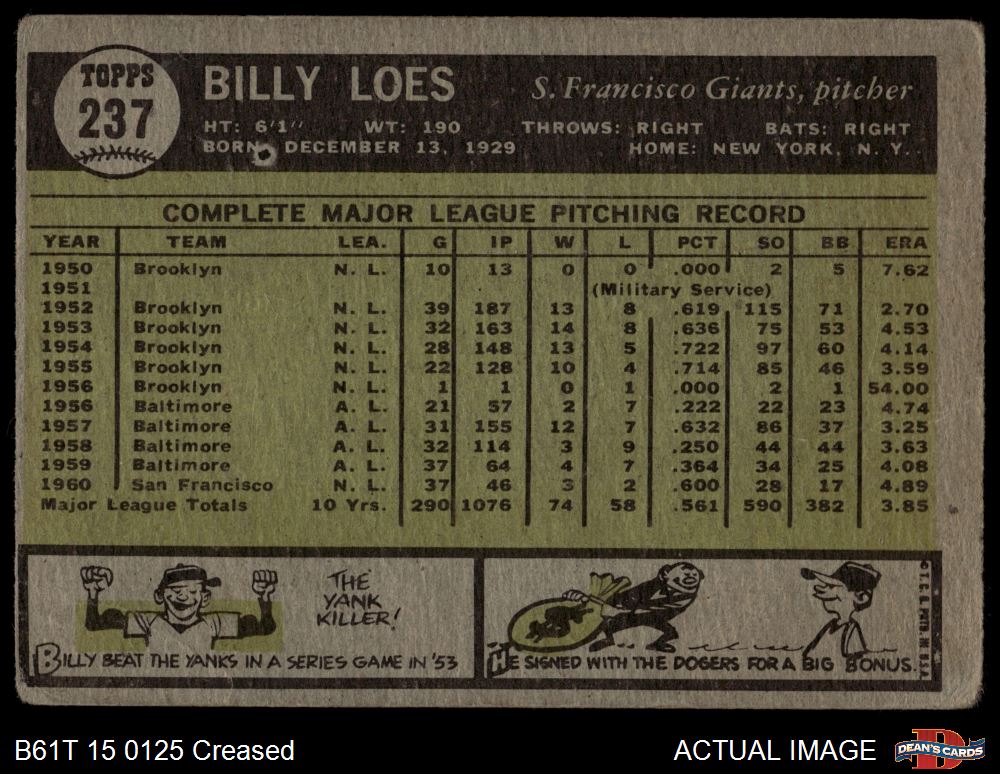 TOPPS
237
BILLY LOES S. Francisco Giants, pitcher
HT: 6'1" WT: 190 THROWS: RIGHT BATS: RIGHT
BORN DECEMBER 13, 1929 HOME: NEW YORK, N. Y.
COMPLETE MAJOR LEAGUE PITCHING RECORD
YEAR TEAM LEA. G IP W L PCT SO BB ERA
1950 Brooklyn N. L. 10 13 0 0 .000 2 5 7.62
1951 (Military Service)
1952 Brooklyn N. L. 39 187 13 8 .619 115 71 2.70
1953 Brooklyn N. L. 32 163 14 8 .636 75 53 4.53
1954 Brooklyn N. L. 28 148 13 5 .722 97 60 4.14
1955 Brooklyn N. L. 22 128 10 4 .714 85 46 3.59
1956 Brooklyn N. L. 1 1 0 1 .000 2 1 54.00
1956 Baltimore A. L. 21 57 2 7 .222 22 23 4.74
1957 Baltimore A. L. 31 155 12 7 .632 86 37 3.25
1958 Baltimore A. L. 32 114 3 9 .250 44 44 3.63
1959 Baltimore A. L. 37 64 4 7 .364 34 25 4.08
1960 San Francisco N. L. 37 46 3 2 .600 28 17 4.89
Major League Totals 10 Yrs. 290 1076 74 58 .561 590 382 3.85
THE
YANK
KILLER!
BILLY BEAT THE YANKS IN A SERIES GAME IN '53
HE SIGNED WITH THE DOGERS FOR A BIG BONUS.
© T. C. G. PRTD. IN U.S.A.
B61T 15 0125 Creased ACTUAL IMAGE
D
DEAN'S CARDS